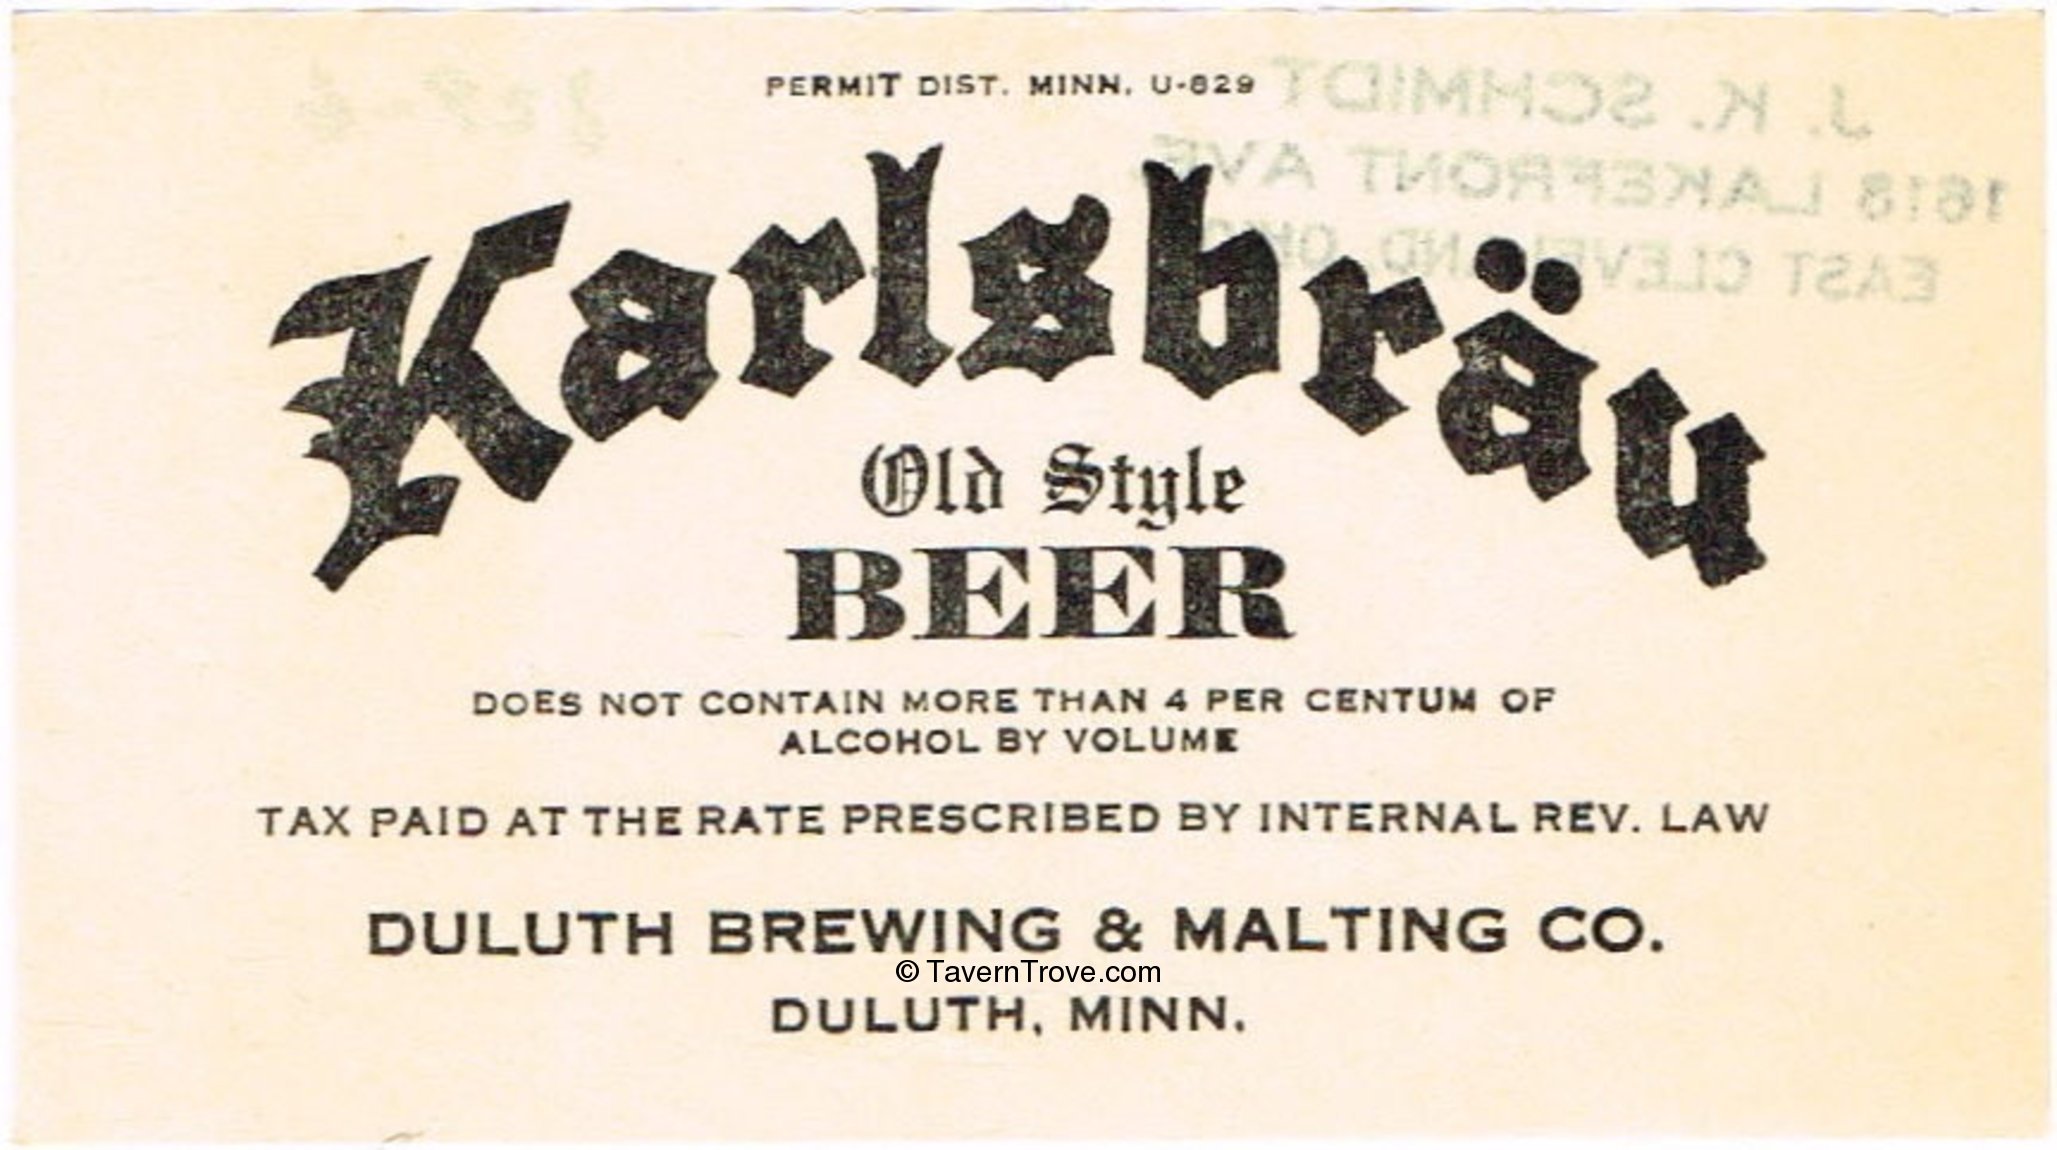 PERMIT DIST. MINN. U-829
J. K. SCHMIDT
1618 LAKEFRONT AVE
EAST CLEVELAND, OHIO
Karlsbräu
Old Style
BEER
DOES NOT CONTAIN MORE THAN 4 PER CENTUM OF
ALCOHOL BY VOLUME
TAX PAID AT THE RATE PRESCRIBED BY INTERNAL REV. LAW
DULUTH BREWING & MALTING CO.
© TavernTrove.com
DULUTH, MINN.